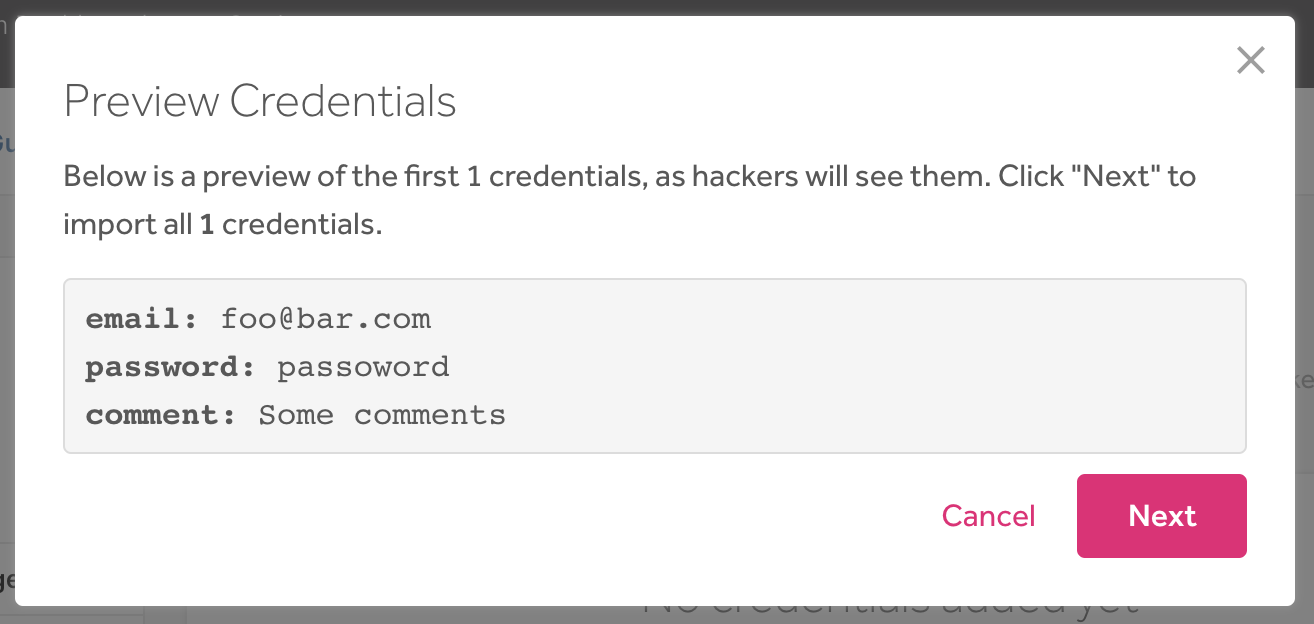 Preview Credentials
Below is a preview of the first 1 credentials, as hackers will see them. Click "Next" to
import all 1 credentials.
email: foo@bar.com
password: passoword
comment: Some comments
Cancel
Next
No credentials added yet